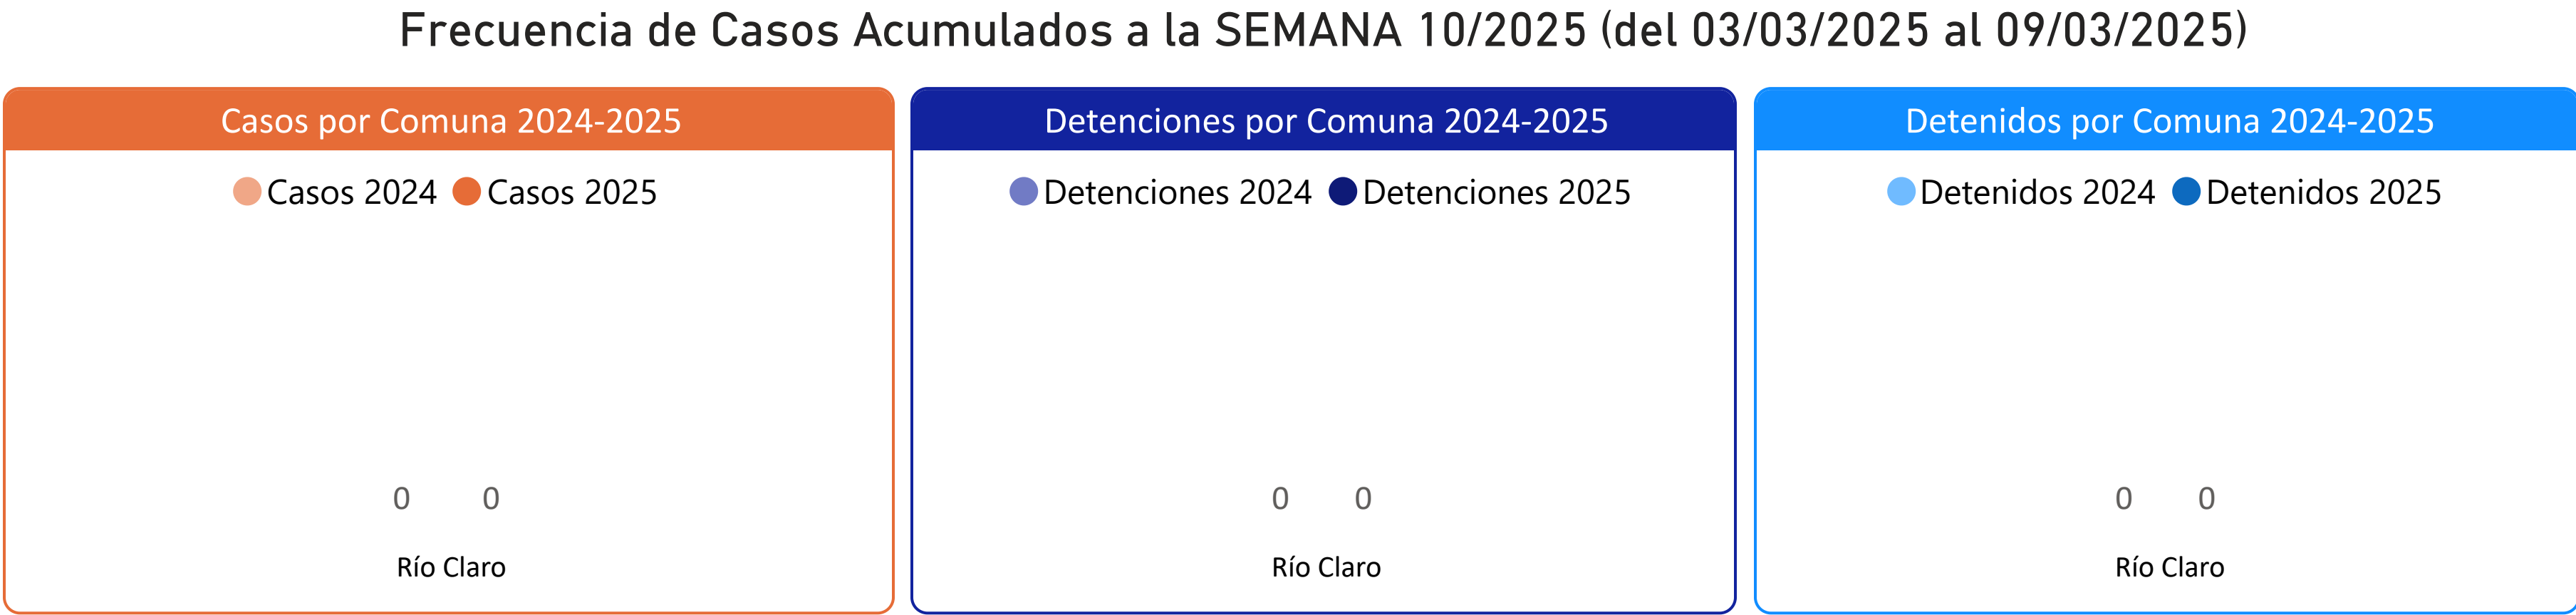 Frecuencia de Casos Acumulados a la SEMANA 10/2025 (del 03/03/2025 al 09/03/2025)
Casos por Comuna 2024-2025
Casos 2024 Casos 2025
0 0
Río Claro
Detenciones por Comuna 2024-2025
Detenciones 2024 Detenciones 2025
0 0
Río Claro
Detenidos por Comuna 2024-2025
Detenidos 2024 Detenidos 2025
0 0
Río Claro